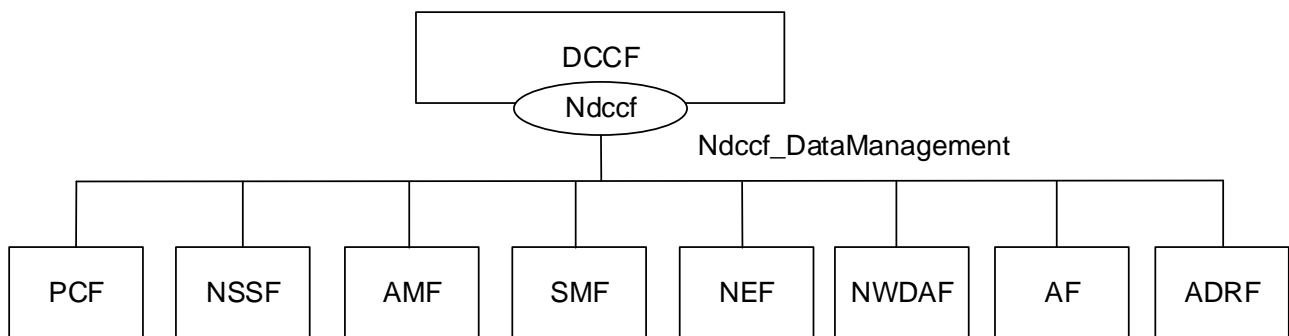 DCCF
Ndccf
Ndccf_DataManagement
PCF NSSF AMF SMF NEF NWDAF AF ADRF